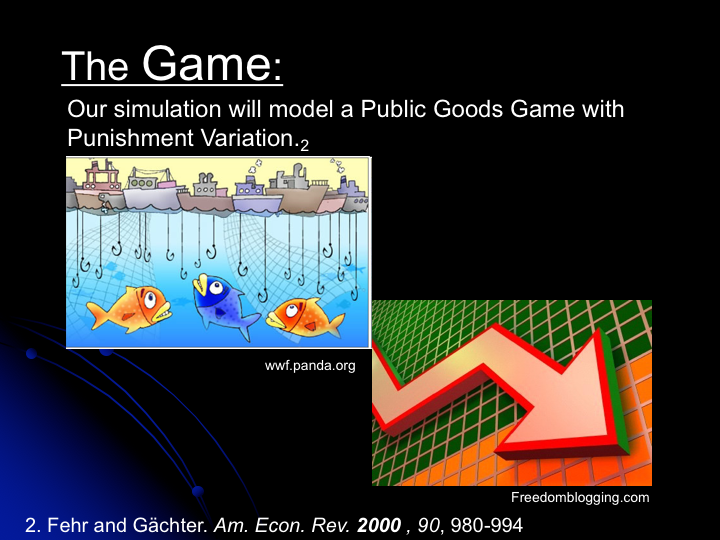 The Game:
Our simulation will model a Public Goods Game with
Punishment Variation.2
wwf.panda.org
Freedomblogging.com
2. Fehr and Gächter. Am. Econ. Rev. 2000 , 90, 980-994